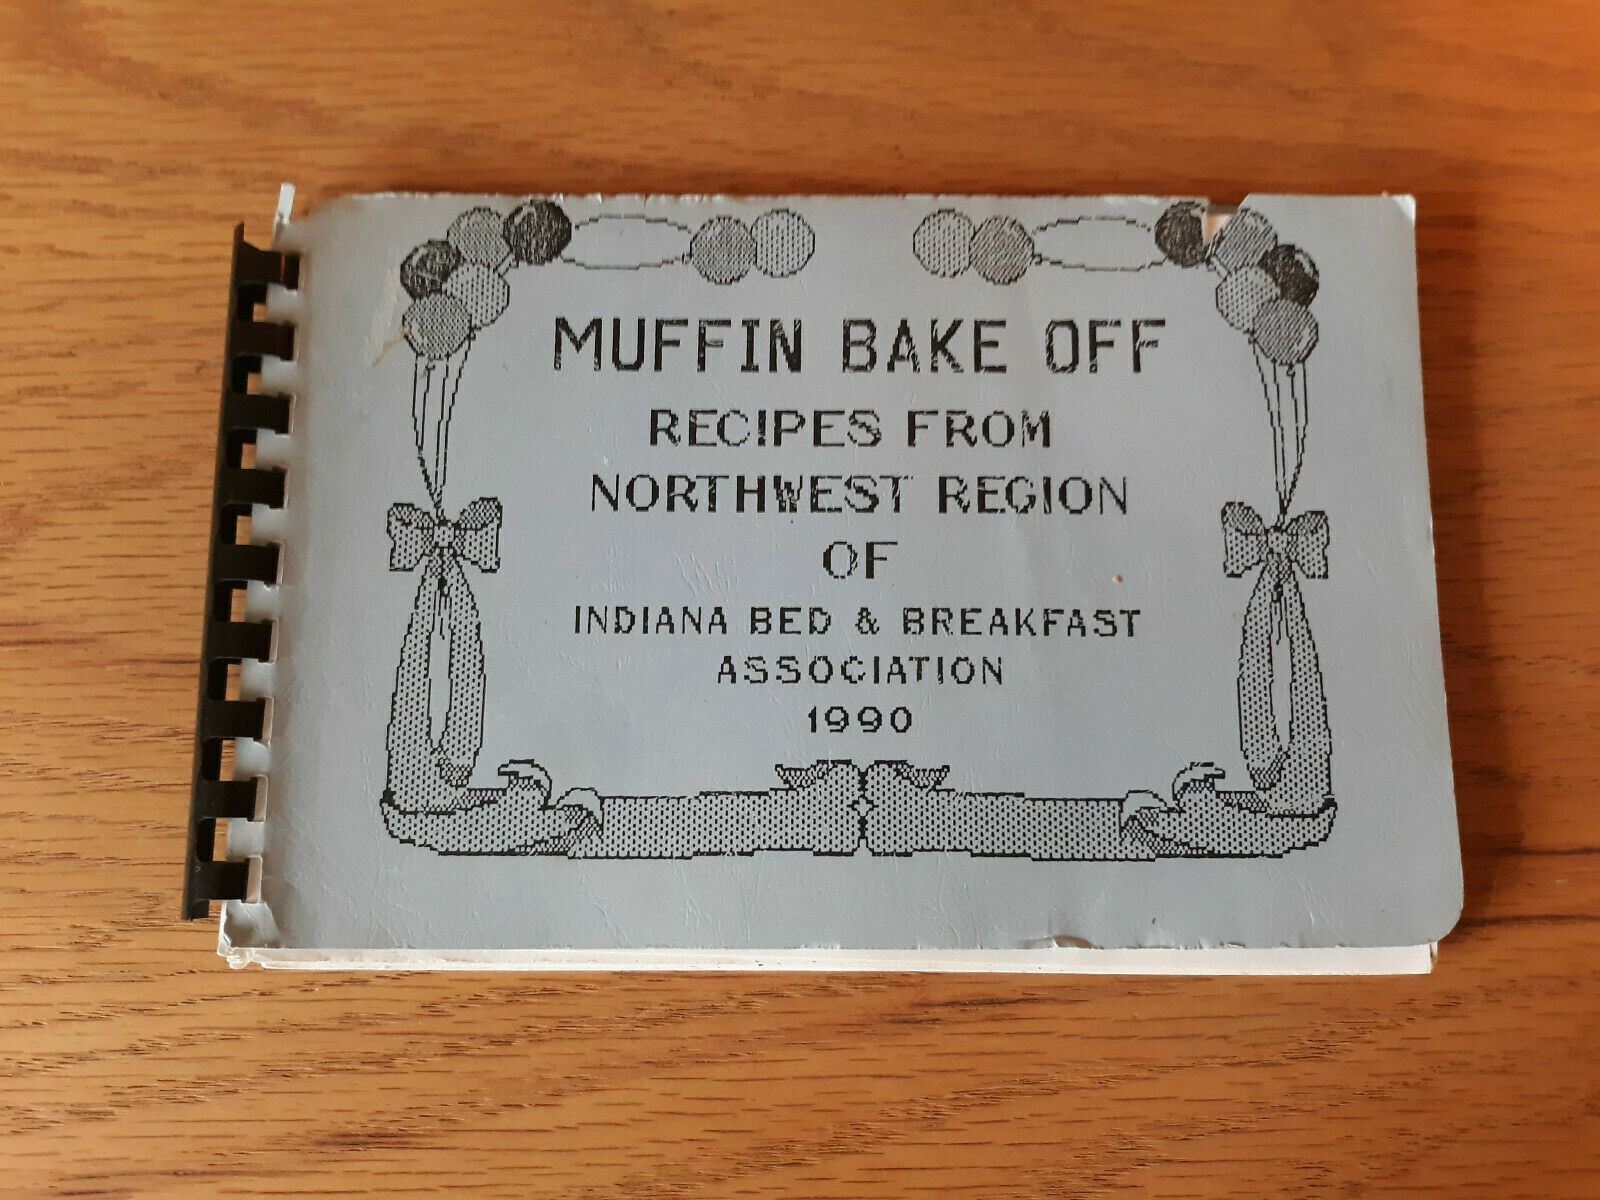 MUFFIN BAKE OFF
RECIPES FROM
NORTHWEST REGION
OF
INDIANA BED & BREAKFAST
ASSOCIATION
1990